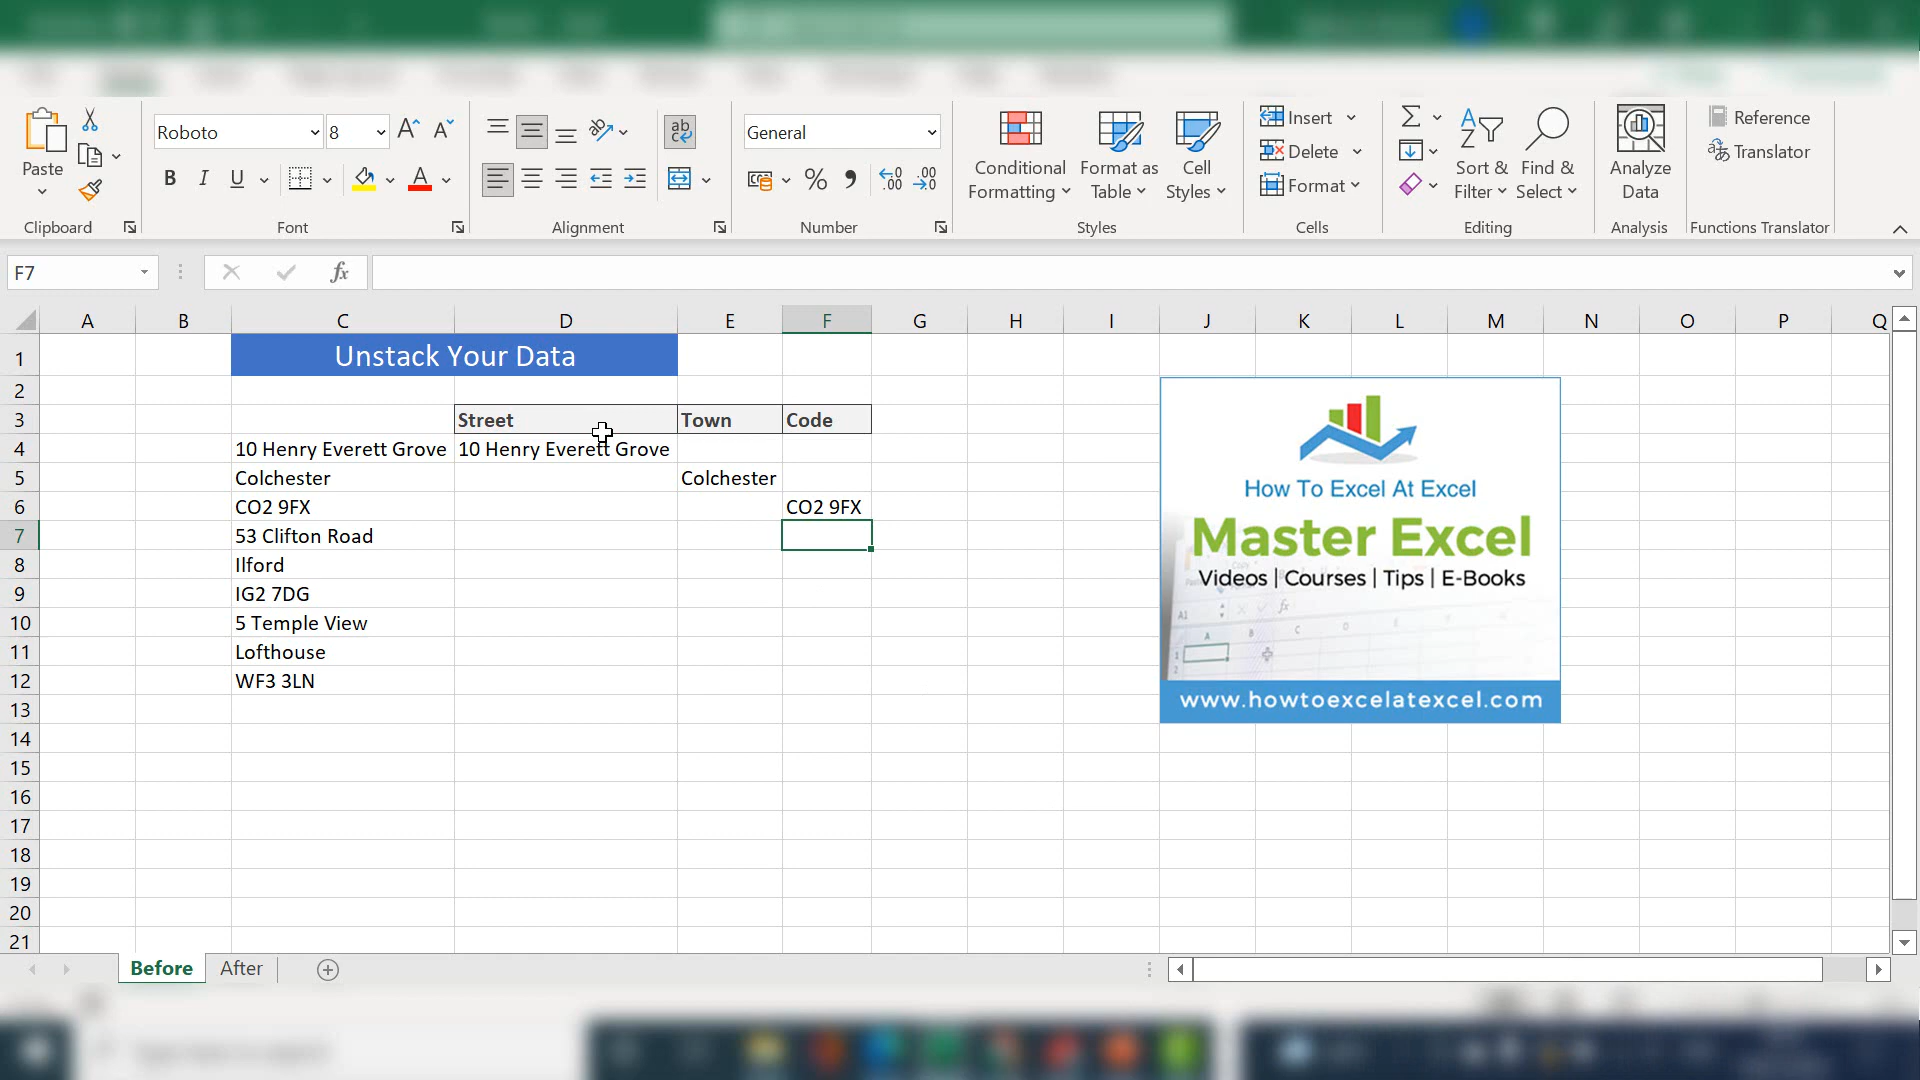 Roboto 8 General
Paste
Conditional Formatting
Format as Table
Cell Styles
Insert
Delete
Format
Sort & Filter
Find & Select
Analyze Data
Reference
Translator
Clipboard Font Alignment Number Styles Cells Editing Analysis Functions Translator
F7 fx
A B C D E F G H I J K L M N O P Q
1 Unstack Your Data
2
3 Street Town Code
4 10 Henry Everett Grove 10 Henry Everett Grove
5 Colchester Colchester
6 CO2 9FX CO2 9FX
7 53 Clifton Road
8 Ilford
9 IG2 7DG
10 5 Temple View
11 Lofthouse
12 WF3 3LN
13
14
15
16
17
18
19
20
21
How To Excel At Excel
Master Excel
Videos | Courses | Tips | E-Books
www.howtoexcelatexcel.com
Before After